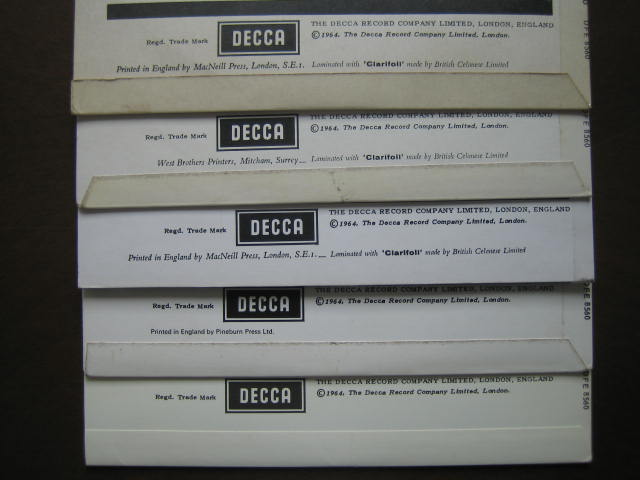 THE DECCA RECORD COMPANY LIMITED, LONDON, ENGLAND
Regd. Trade Mark DECCA ©1964, The Decca Record Company Limited, London.
Printed in England by MacNeill Press, London, S.E.1. Laminated with 'Clarifoil' made by British Celanese Limited
THE DECCA RECORD COMPANY LIMITED, LONDON, ENGLAND
Regd. Trade Mark DECCA ©1964, The Decca Record Company Limited, London.
West Brothers Printers, Mitcham, Surrey Laminated with 'Clarifoil' made by British Celanese Limited
DFE 8560
THE DECCA RECORD COMPANY LIMITED, LONDON, ENGLAND
Regd. Trade Mark DECCA ©1964, The Decca Record Company Limited, London.
Printed in England by MacNeill Press, London, S.E.1. Laminated with 'Clarifoil' made by British Celanese Limited
THE DECCA RECORD COMPANY LIMITED, LONDON, ENGLAND
Regd. Trade Mark DECCA ©1964, The Decca Record Company Limited, London.
Printed in England by Pineburn Press Ltd.
DFE 8560
THE DECCA RECORD COMPANY LIMITED, LONDON, ENGLAND
Regd. Trade Mark DECCA ©1964, The Decca Record Company Limited, London.
DFE 8560